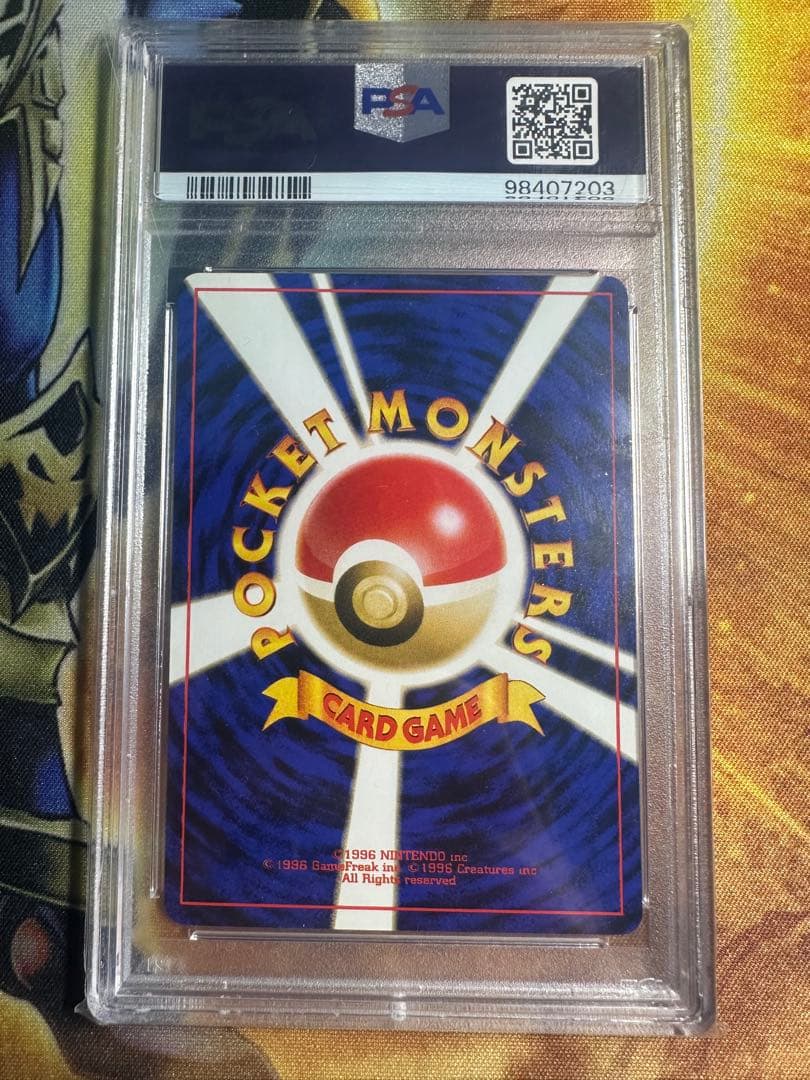 PSA
98407203
POCKET MONSTERS
CARD GAME
©1996 NINTENDO inc
© 1996 GameFreak inc © 1996 Creatures inc
All Rights reserved